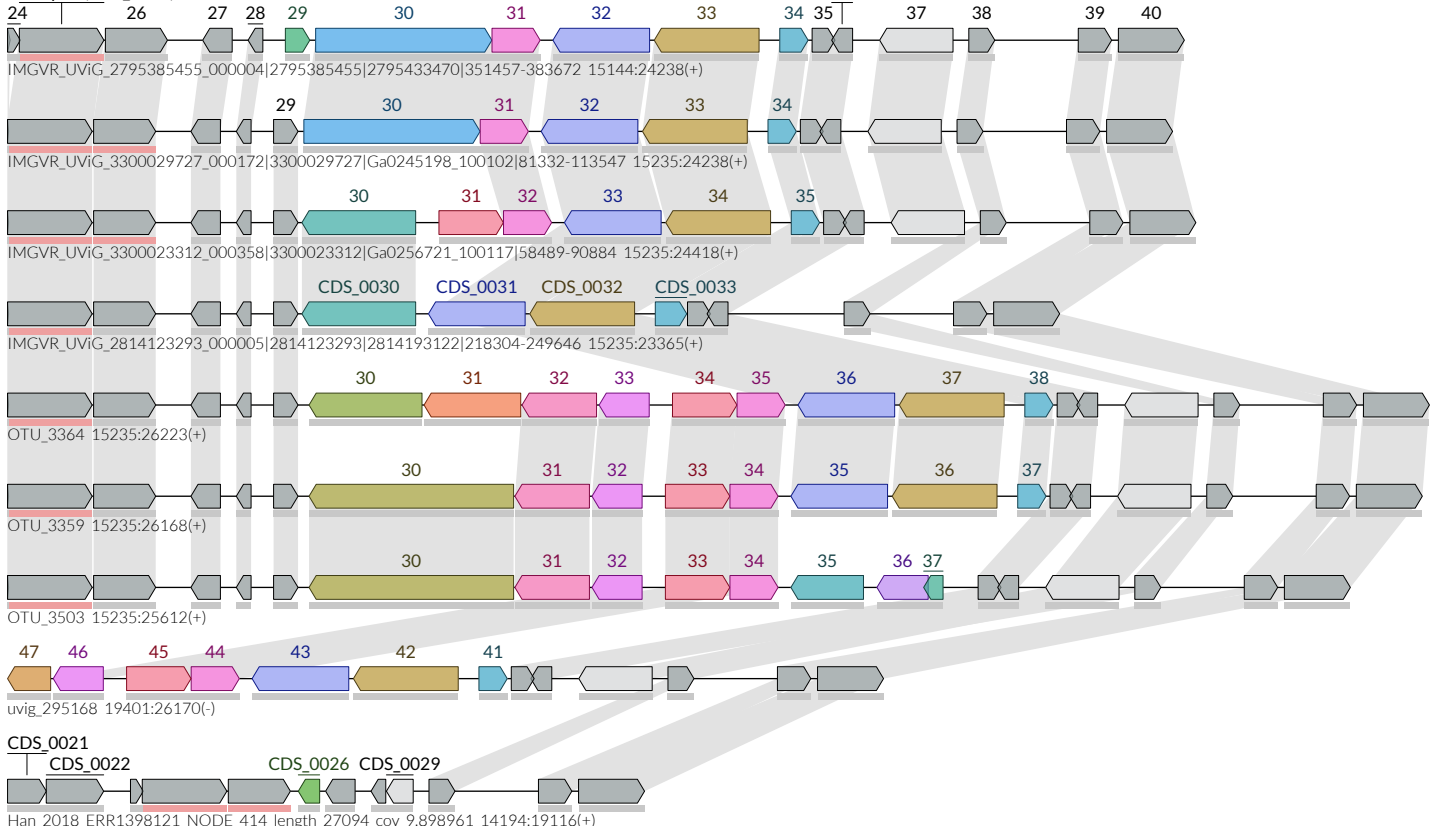 24 26 27 28 29 30 31 32 33 34 35 37 38 39 40
IMGVR_UViG_2795385455_000004|2795385455|2795433470|351457-383672 15144:24238(+)
29 30 31 32 33 34
IMGVR_UViG_3300029727_000172|3300029727|Ga0245198_100102|81332-113547 15235:24238(+)
30 31 32 33 34 35
IMGVR_UViG_3300023312_000358|3300023312|Ga0256721_100117|58489-90884 15235:24418(+)
CDS_0030 CDS_0031 CDS_0032 CDS_0033
IMGVR_UViG_2814123293_000005|2814123293|2814193122|218304-249646 15235:23365(+)
30 31 32 33 34 35 36 37 38
OTU_3364 15235:26223(+)
30 31 32 33 34 35 36 37
OTU_3359 15235:26168(+)
30 31 32 33 34 35 36 37
OTU_3503 15235:25612(+)
47 46 45 44 43 42 41
uvig_295168 19401:26170(-)
CDS_0021
CDS_0022 CDS_0026 CDS_0029
Han_2018_ERR1398121_NODE_414_length_27094_cov_9.898961 14194:19116(+)